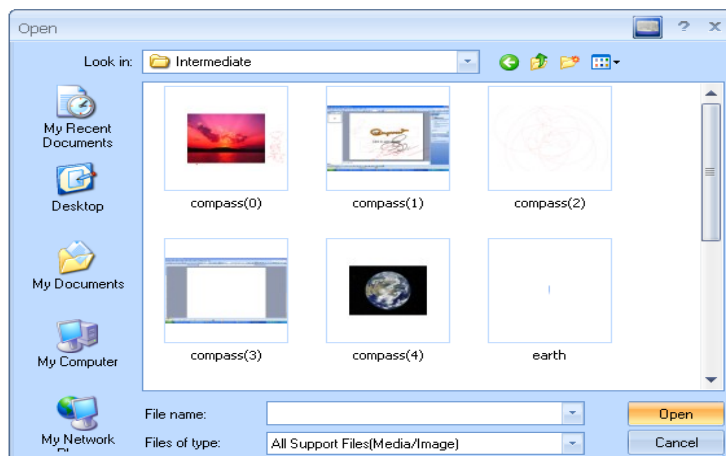 Open
Look in: Intermediate
My Recent
Documents
Desktop
My Documents
My Computer
My Network
compass(0)
compass(1)
compass(2)
compass(3)
compass(4)
earth
File name:
Open
Files of type: All Support Files(Media/Image)
Cancel